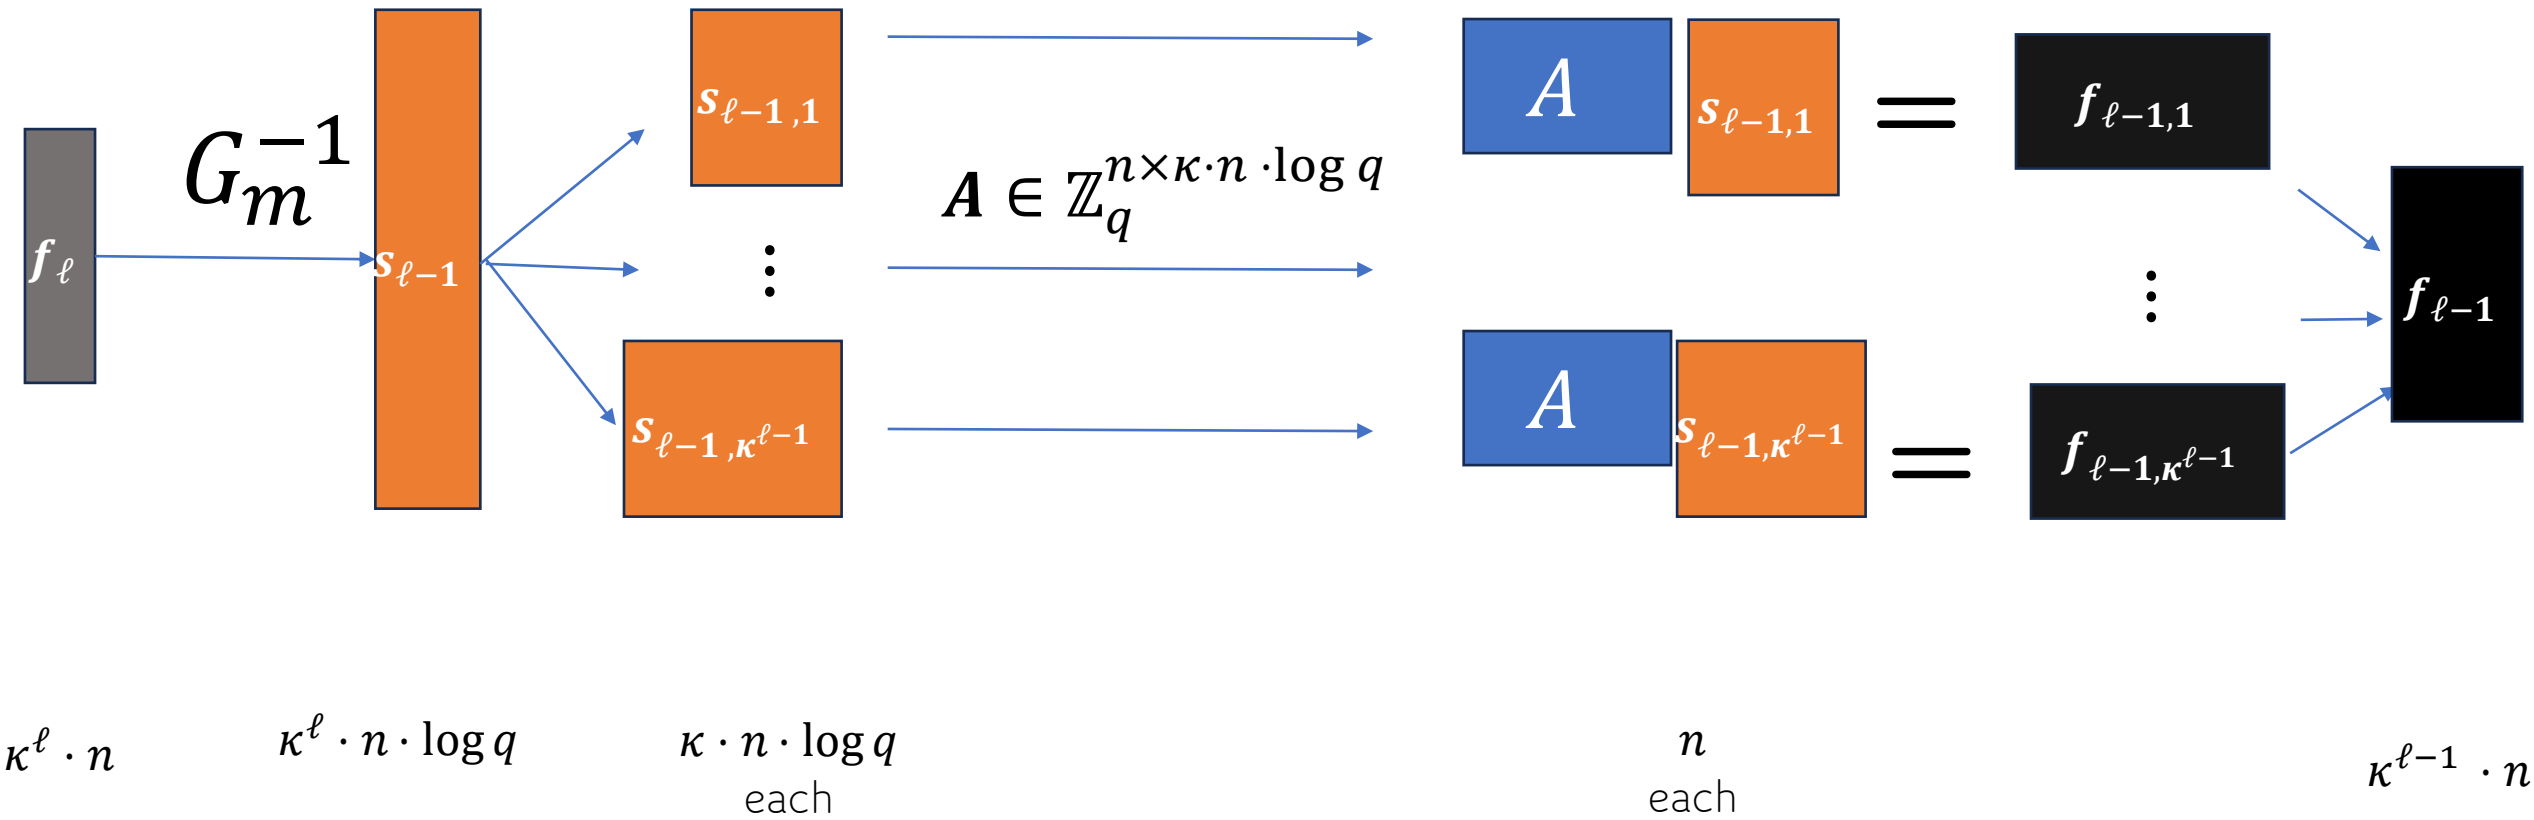 𝒇_ℓ
G_m^{−1}
𝒔_{ℓ−1}
𝒔_{ℓ−1,1}
⋮
𝒔_{ℓ−1,𝜿^{ℓ−1}}
𝑨 ∈ ℤ_q^{n×κ·n·log q}
A
𝒔_{ℓ−1,1}
=
𝒇_{ℓ−1,1}
⋮
A
𝒔_{ℓ−1,𝜿^{ℓ−1}}
=
𝒇_{ℓ−1,𝜿^{ℓ−1}}
𝒇_{ℓ−1}
κ^ℓ · n
κ^ℓ · n · log q
κ · n · log q
each
n
each
κ^{ℓ−1} · n